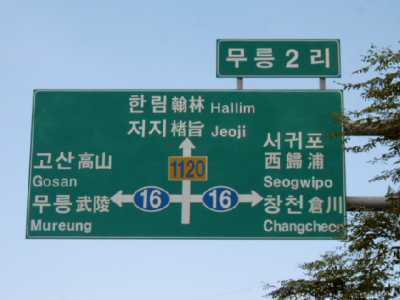 무릉 2 리
한림 翰林 Hallim
저지 楮旨 Jeoji
1120
고산 高山
Gosan
무릉 武陵
Mureung
16
16
서귀포
西歸浦
Seogwipo
창천 倉川
Changcheon